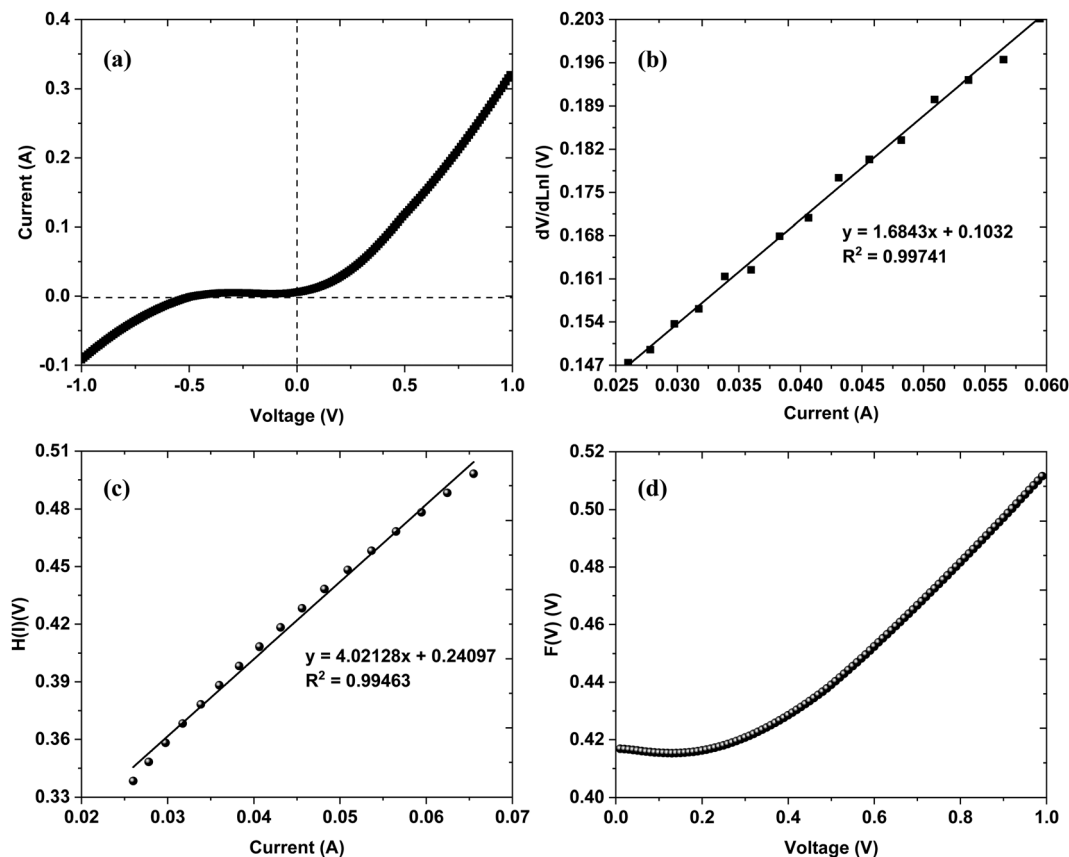 (a)
Current (A)
0.4
0.3
0.2
0.1
0.0
-0.1
-1.0 -0.5 0.0 0.5 1.0
Voltage (V)
(b)
dV/dLnI (V)
0.203
0.196
0.189
0.182
0.175
0.168
0.161
0.154
0.147
y = 1.6843x + 0.1032
R² = 0.99741
0.025 0.030 0.035 0.040 0.045 0.050 0.055 0.060
Current (A)
(c)
H(I)(V)
0.51
0.48
0.45
0.42
0.39
0.36
0.33
y = 4.02128x + 0.24097
R² = 0.99463
0.02 0.03 0.04 0.05 0.06 0.07
Current (A)
(d)
F(V) (V)
0.52
0.50
0.48
0.46
0.44
0.42
0.40
0.0 0.2 0.4 0.6 0.8 1.0
Voltage (V)